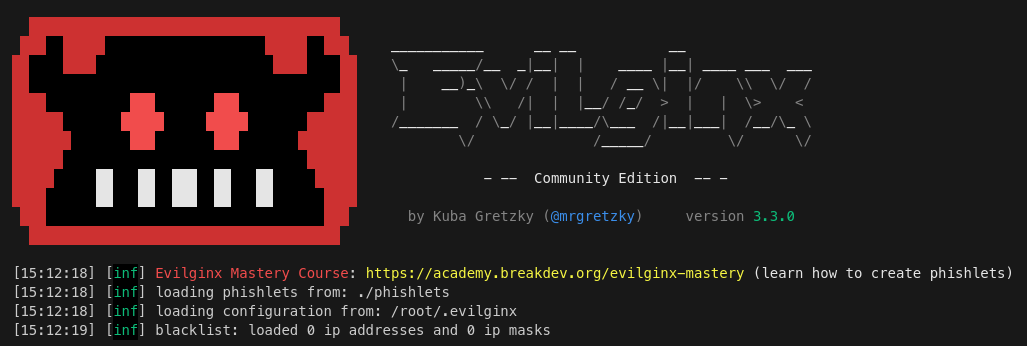 Evilginx
- -- Community Edition -- -
by Kuba Gretzky (@mrgretzky) version 3.3.0
[15:12:18] [inf] Evilginx Mastery Course: https://academy.breakdev.org/evilginx-mastery (learn how to create phishlets)
[15:12:18] [inf] loading phishlets from: ./phishlets
[15:12:18] [inf] loading configuration from: /root/.evilginx
[15:12:19] [inf] blacklist: loaded 0 ip addresses and 0 ip masks